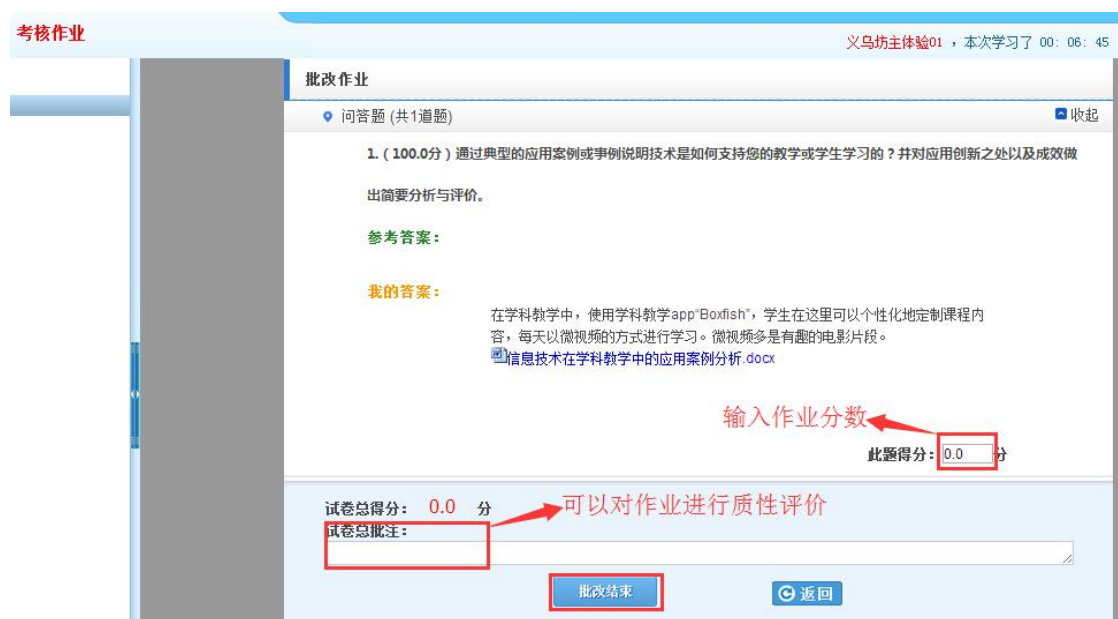 考核作业
义乌坊主体验01 ，本次学习了 00：06：45
批改作业
问答题 (共1道题)
收起
1.（100.0分）通过典型的应用案例或事例说明技术是如何支持您的教学或学生学习的？并对应用创新之处以及成效做
出简要分析与评价。
参考答案：
我的答案：
在学科教学中，使用学科教学app“Boxfish”，学生在这里可以个性化地定制课程内
容，每天以微视频的方式进行学习。微视频多是有趣的电影片段。
信息技术在学科教学中的应用案例分析.docx
输入作业分数
此题得分： 0.0 分
试卷总得分： 0.0 分
可以对作业进行质性评价
试卷总批注：
批改结束
返回